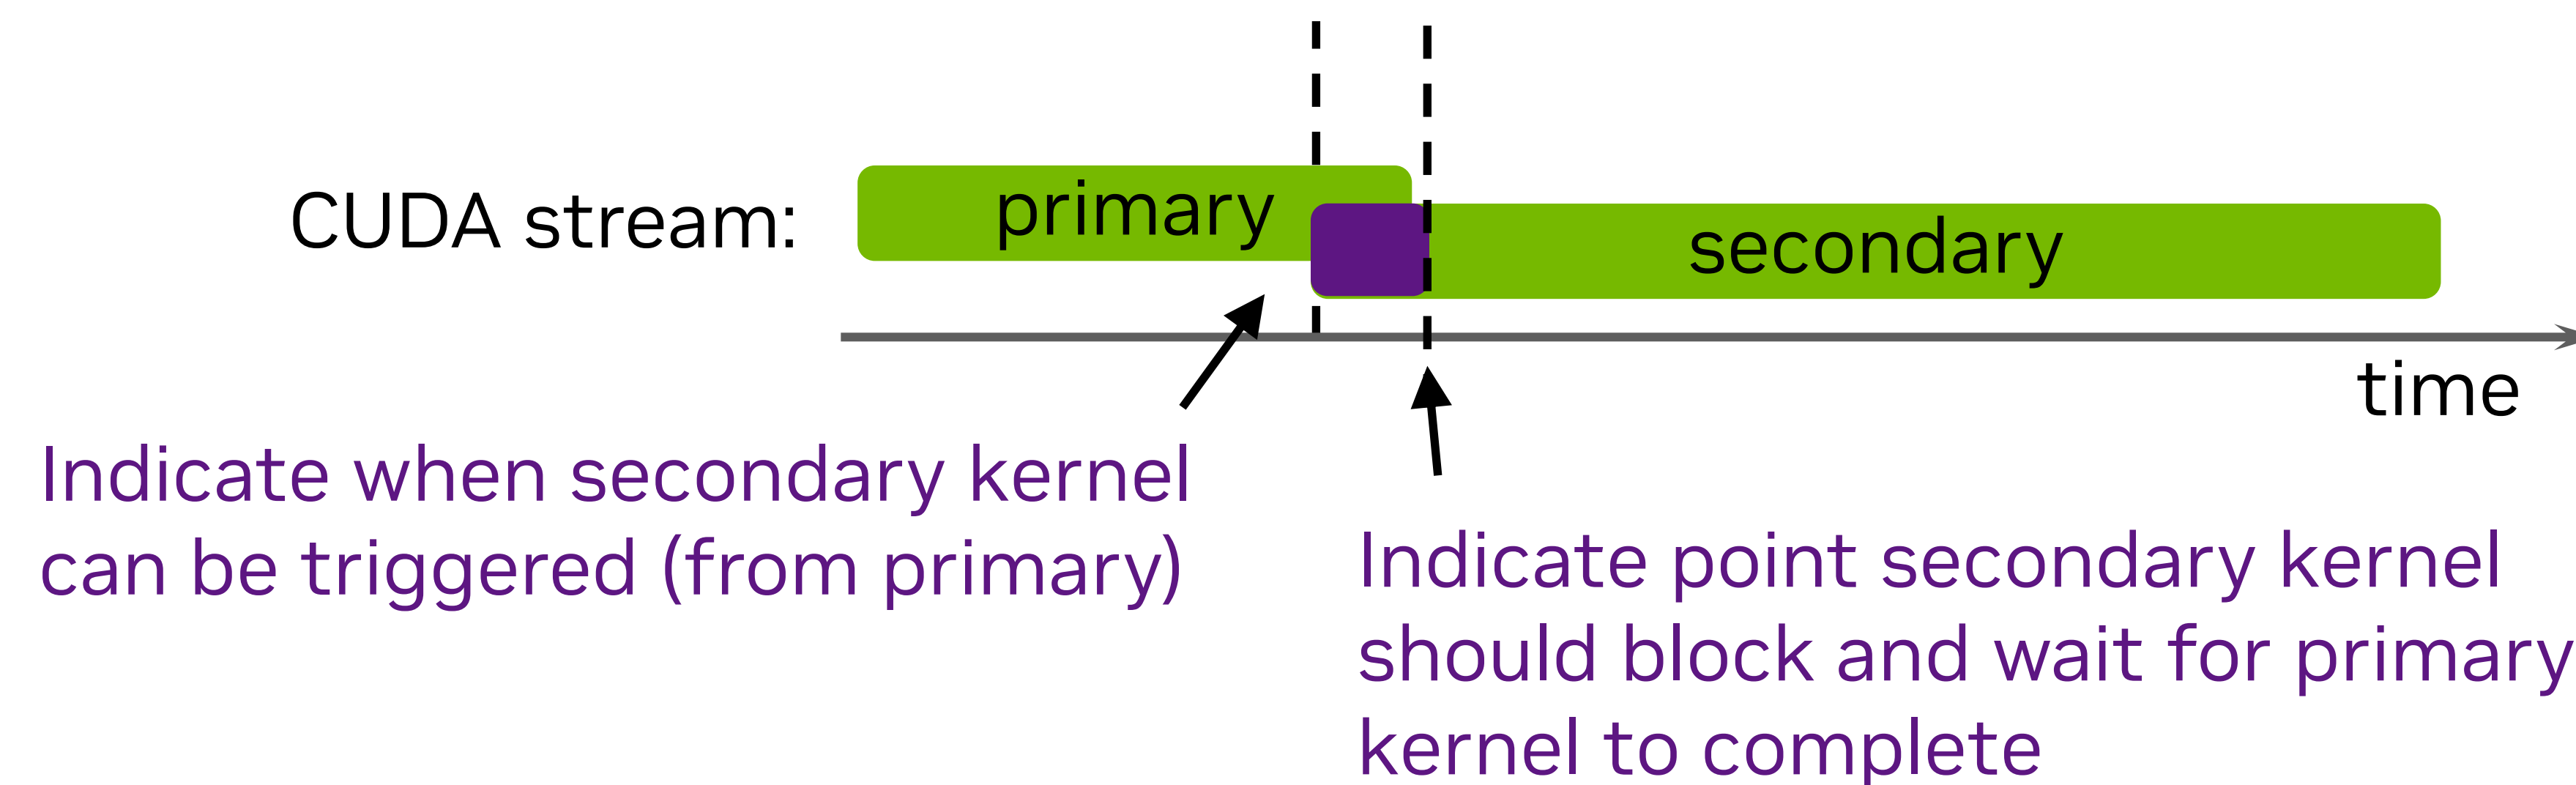 CUDA stream:
primary
secondary
time
Indicate when secondary kernel
can be triggered (from primary)
Indicate point secondary kernel
should block and wait for primary
kernel to complete